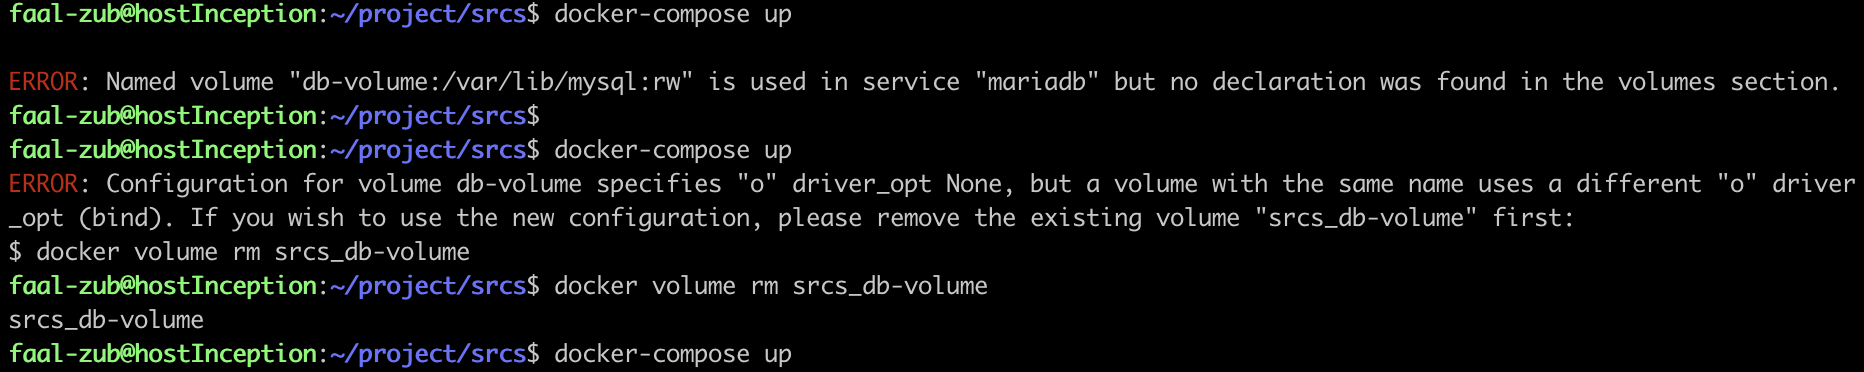 faal-zub@hostInception:~/project/srcs$ docker-compose up
ERROR: Named volume "db-volume:/var/lib/mysql:rw" is used in service "mariadb" but no declaration was found in the volumes section.
faal-zub@hostInception:~/project/srcs$
faal-zub@hostInception:~/project/srcs$ docker-compose up
ERROR: Configuration for volume db-volume specifies "o" driver_opt None, but a volume with the same name uses a different "o" driver
_opt (bind). If you wish to use the new configuration, please remove the existing volume "srcs_db-volume" first:
$ docker volume rm srcs_db-volume
faal-zub@hostInception:~/project/srcs$ docker volume rm srcs_db-volume
srcs_db-volume
faal-zub@hostInception:~/project/srcs$ docker-compose up